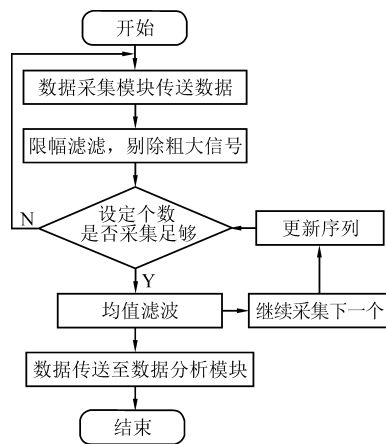 开始
数据采集模块传送数据
限幅滤滤，剔除粗大信号
设定个数
是否采集足够
N
更新序列
Y
均值滤波
继续采集下一个
数据传送至数据分析模块
结束